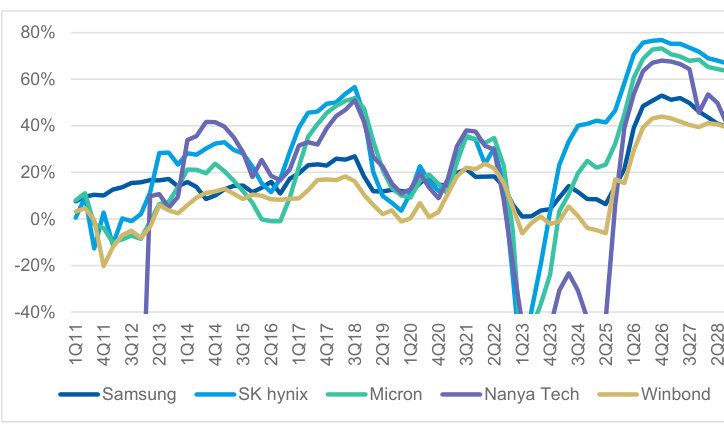 80%
60%
40%
20%
0%
-20%
-40%
1Q11
4Q11
3Q12
2Q13
1Q14
4Q14
3Q15
2Q16
1Q17
4Q17
3Q18
2Q19
1Q20
4Q20
3Q21
2Q22
1Q23
4Q23
3Q24
2Q25
1Q26
4Q26
3Q27
2Q28
Samsung SK hynix Micron Nanya Tech Winbond